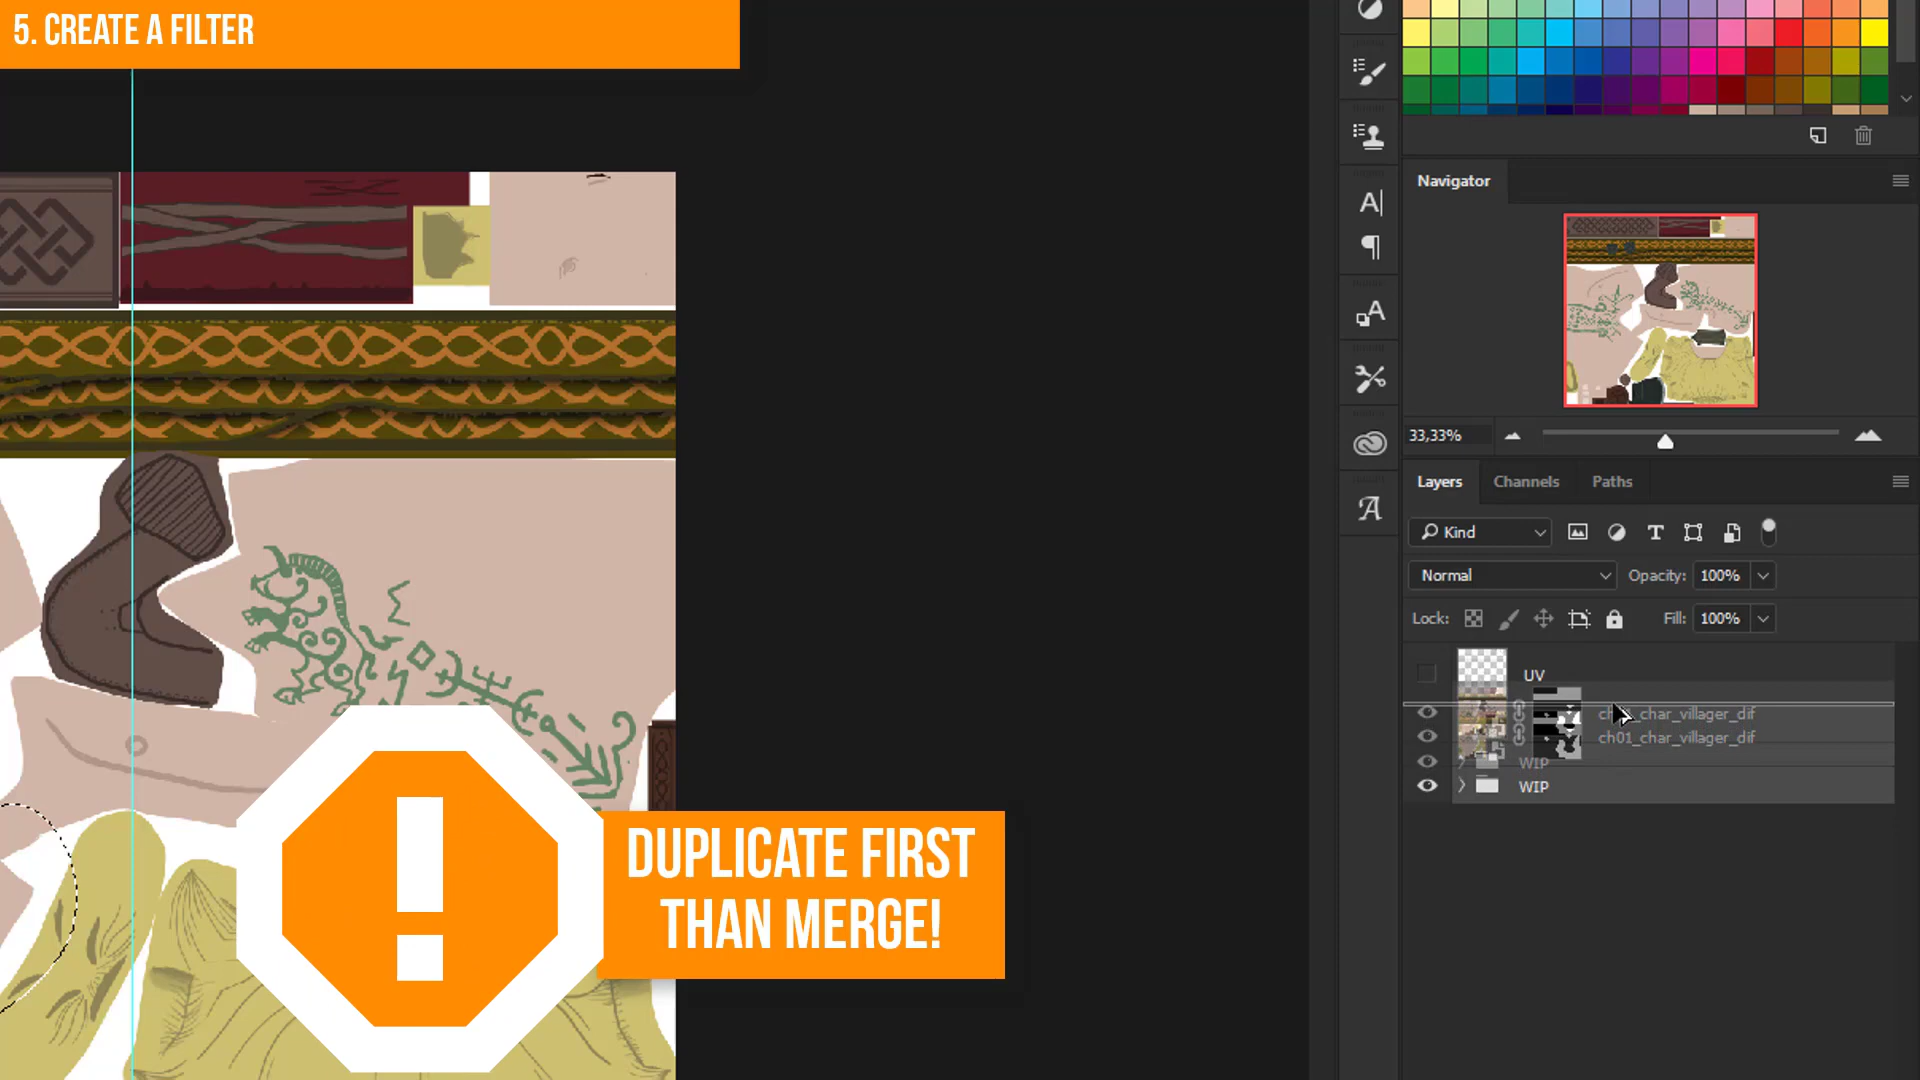 5. CREATE A FILTER
Navigator
33,33%
Layers
Channels
Paths
Kind
Normal
Opacity: 100%
Lock:
Fill: 100%
UV
char_villager_dif
ch01_char_villager_dif
WIP
WIP
DUPLICATE FIRST
THAN MERGE!